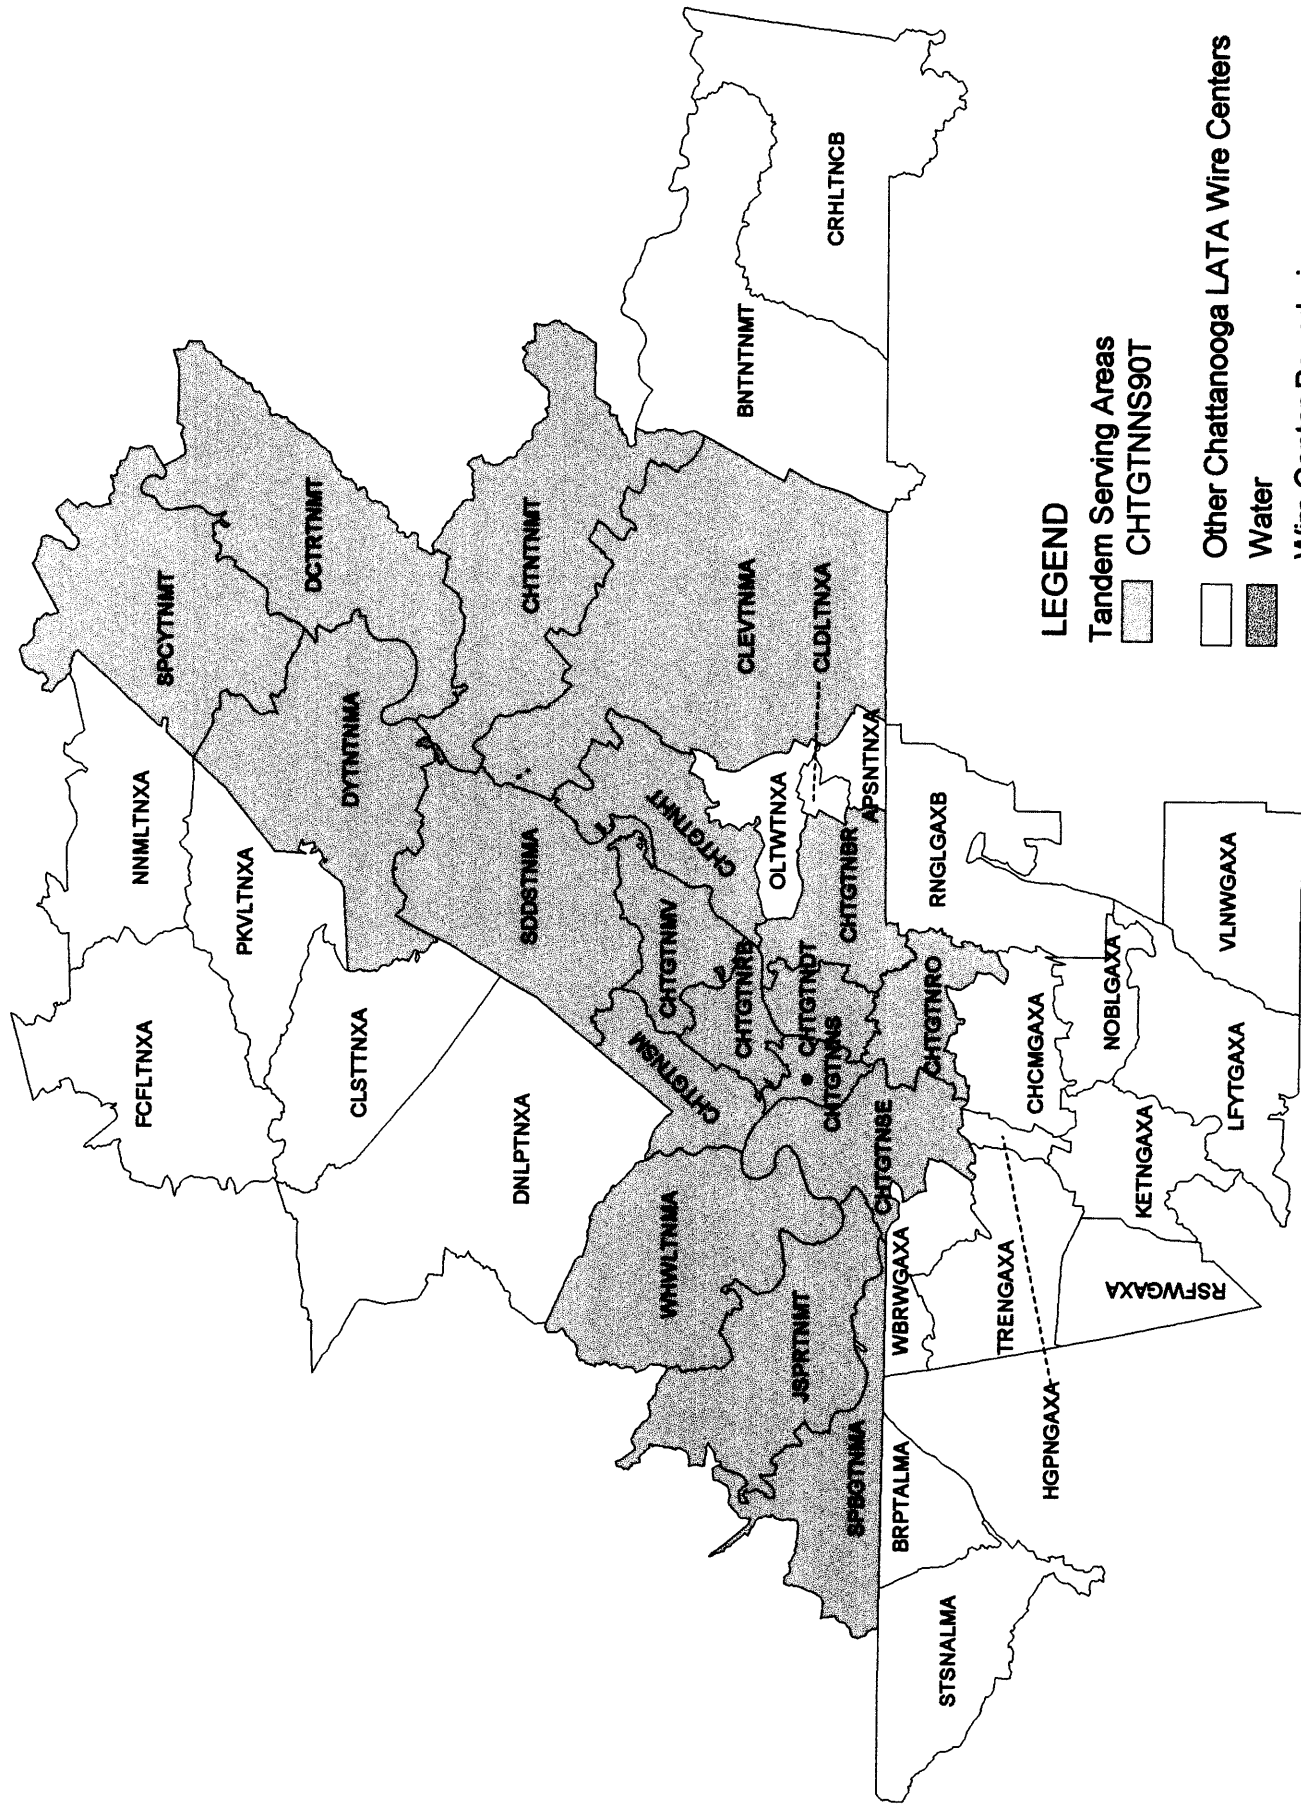 FCFLTNXA
NNMLTNXA
SPCYTNMT
PKVLTNXA
DCTRTNMT
CLSTTNXA
DYTNTNMA
DNLPTNXA
SDDSTNMA
CHTNTNMT
WHWLTNMA
CHTGTNSM
CHTGTNMV
CHTGTNHT
CHTGTNRB
CLEVTNMA
BNTNTNMT
CRHLTNCB
JSPRTNMT
CHTGTNNS
CHTGTNDT
OLTWTNXA
CLDLTNXA
SPBGTNMA
CHTGTNSE
CHTGTNBR
APSNTNXA
BRPTALMA
WBRWGAXA
CHTGTNRO
RNGLGAXB
STSNALMA
TRENGAXA
HGPNGAXA
CHCMGAXA
NOBLGAXA
RSFWGAXA
KETNGAXA
LFYTGAXA
VLNWGAXA
LEGEND
Tandem Serving Areas
CHTGTNNS90T
Other Chattanooga LATA Wire Centers
Water